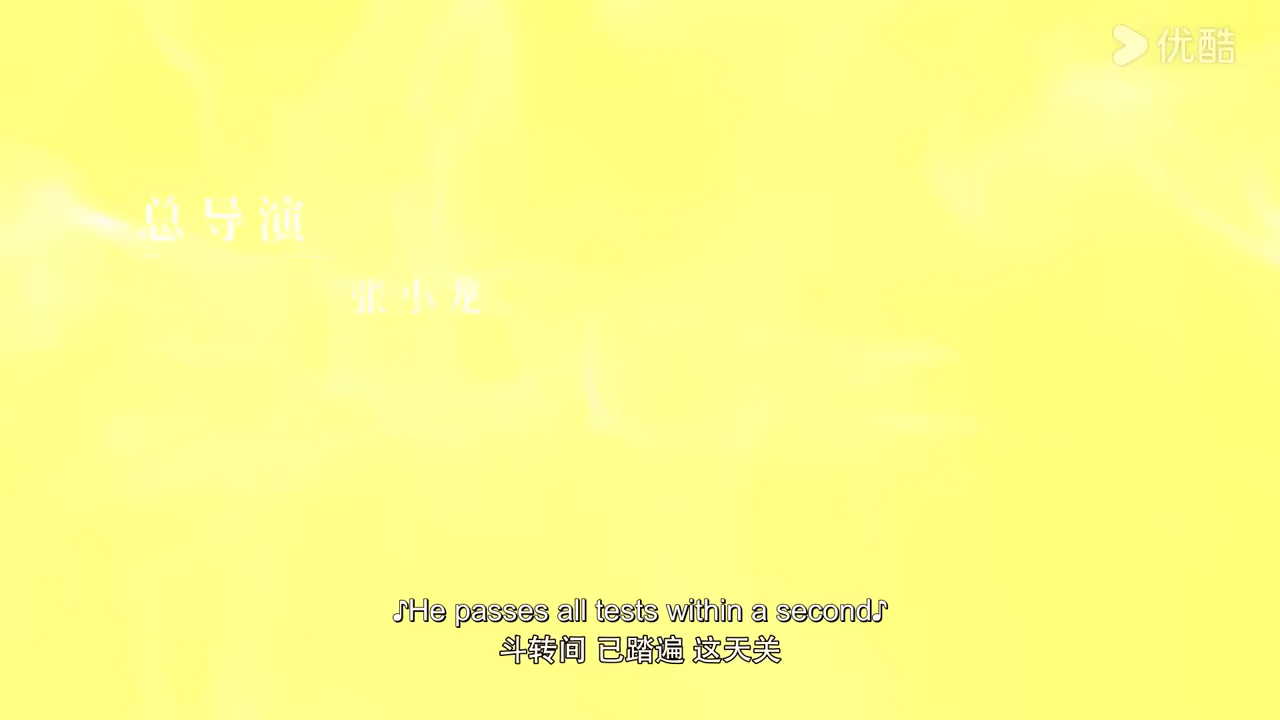 优酷
总导演
张小龙
♪He passes all tests within a second♪
斗转间 已踏遍 这天关